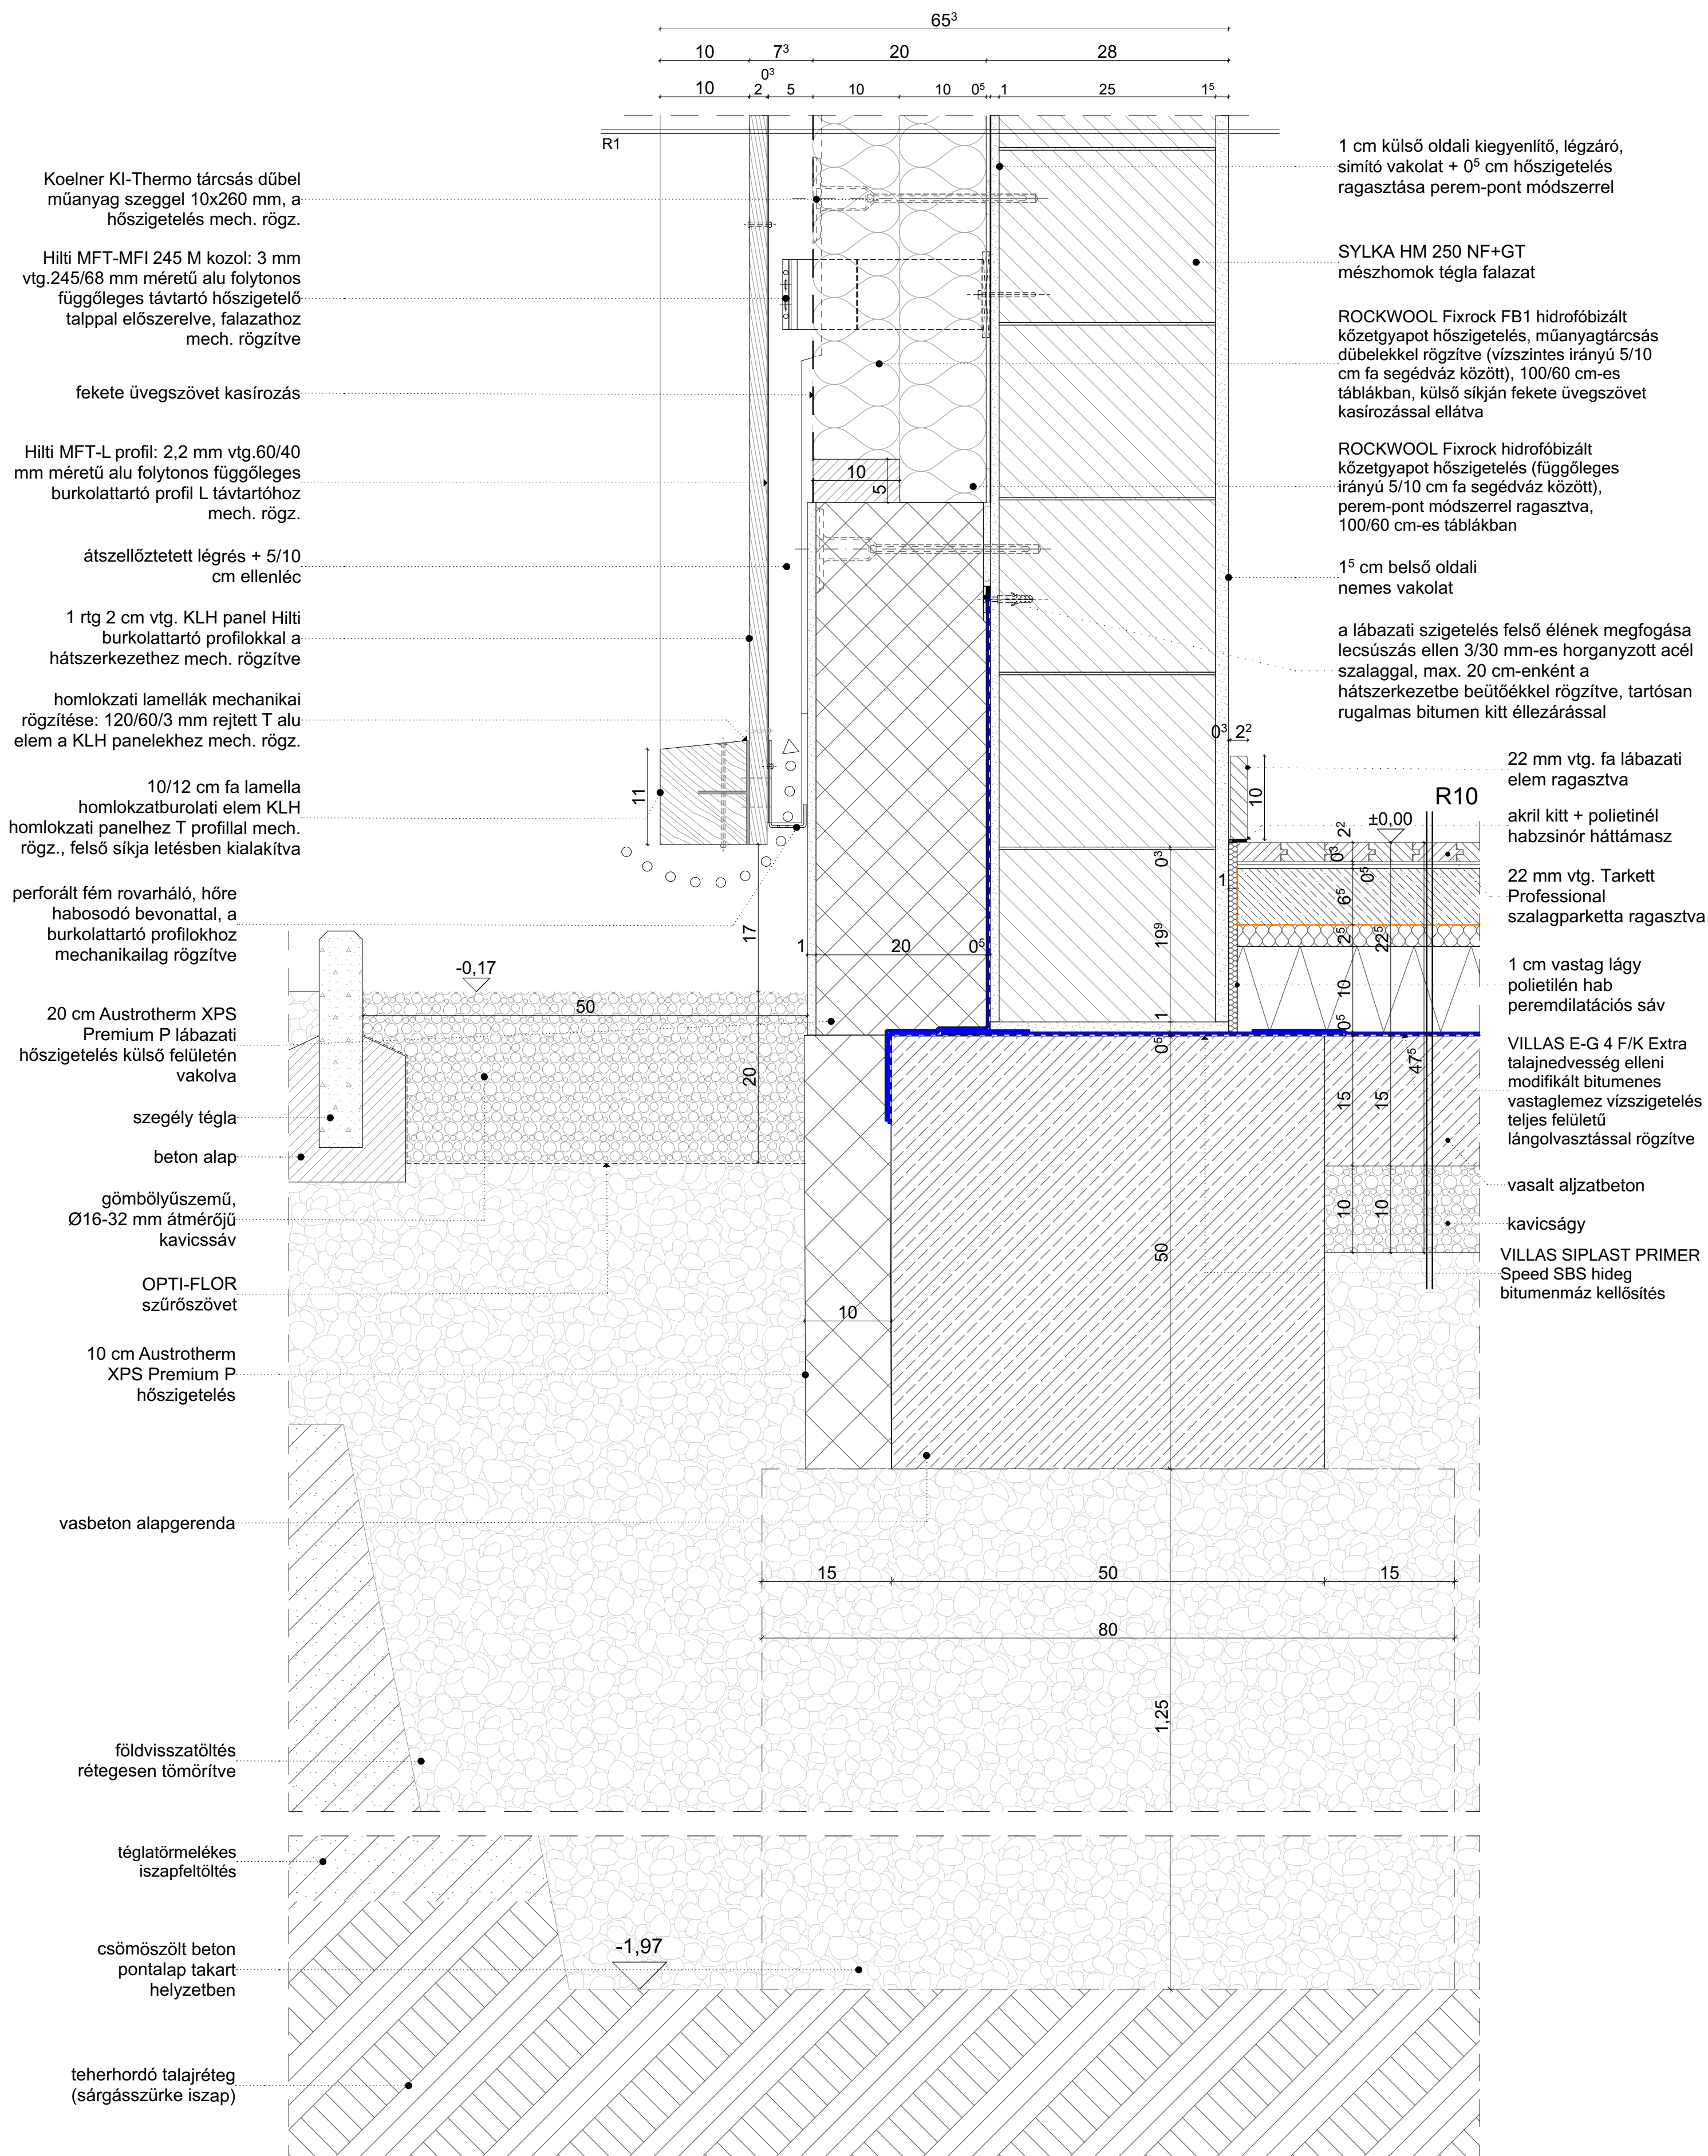 65³
10
7³
20
28
0³
10
2
5
10
10
0⁵
1
25
1⁵
R1
Koelner KI-Thermo tárcsás dűbel
műanyag szeggel 10x260 mm, a
hőszigetelés mech. rögz.
Hilti MFT-MFI 245 M kozol: 3 mm
vtg.245/68 mm méretű alu folytonos
függőleges távtartó hőszigetelő
talppal előszerelve, falazathoz
mech. rögzítve
fekete üvegszövet kasírozás
Hilti MFT-L profil: 2,2 mm vtg.60/40
mm méretű alu folytonos függőleges
burkolattartó profil L távtartóhoz
mech. rögz.
átszellőztetett légrés + 5/10
cm ellenléc
1 rtg 2 cm vtg. KLH panel Hilti
burkolattartó profilokkal a
hátszerkezethez mech. rögzítve
homlokzati lamellák mechanikai
rögzítése: 120/60/3 mm rejtett T alu
elem a KLH panelekhez mech. rögz.
10/12 cm fa lamella
homlokzatburolati elem KLH
homlokzati panelhez T profillal mech.
rögz., felső síkja letésben kialakítva
perforált fém rovarháló, hőre
habosodó bevonattal, a
burkolattartó profilokhoz
mechanikailag rögzítve
20 cm Austrotherm XPS
Premium P lábazati
hőszigetelés külső felületén
vakolva
szegély tégla
beton alap
gömbölyűszemű,
Ø16-32 mm átmérőjű
kavicssáv
OPTI-FLOR
szűrőszövet
10 cm Austrotherm
XPS Premium P
hőszigetelés
vasbeton alapgerenda
földvisszatöltés
rétegesen tömörítve
téglatörmelékes
iszapfeltöltés
csömöszölt beton
pontalap takart
helyzetben
teherhordó talajréteg
(sárgásszürke iszap)
1 cm külső oldali kiegyenlítő, légzáró,
simító vakolat + 0⁵ cm hőszigetelés
ragasztása perem-pont módszerrel
SYLKA HM 250 NF+GT
mészhomok tégla falazat
ROCKWOOL Fixrock FB1 hidrofóbizált
kőzetgyapot hőszigetelés, műanyagtárcsás
dübelekkel rögzítve (vízszintes irányú 5/10
cm fa segédváz között), 100/60 cm-es
táblákban, külső síkján fekete üvegszövet
kasírozással ellátva
ROCKWOOL Fixrock hidrofóbizált
kőzetgyapot hőszigetelés (függőleges
irányú 5/10 cm fa segédváz között),
perem-pont módszerrel ragasztva,
100/60 cm-es táblákban
1⁵ cm belső oldali
nemes vakolat
a lábazati szigetelés felső élének megfogása
lecsúszás ellen 3/30 mm-es horganyzott acél
szalaggal, max. 20 cm-enként a
hátszerkezetbe beütőékkel rögzítve, tartósan
rugalmas bitumen kitt éllezárással
22 mm vtg. fa lábazati
elem ragasztva
R10
akril kitt + polietinél
habzsinór háttámasz
22 mm vtg. Tarkett
Professional
szalagparketta ragasztva
1 cm vastag lágy
polietilén hab
peremdilatációs sáv
VILLAS E-G 4 F/K Extra
talajnedvesség elleni
modifikált bitumenes
vastaglemez vízszigetelés
teljes felületű
lángolvasztással rögzítve
vasalt aljzatbeton
kavicságy
VILLAS SIPLAST PRIMER
Speed SBS hideg
bitumenmáz kellősítés
10
5
11
17
-0,17
50
20
1
20
0⁵
0³
2²
10
±0,00
2²
0³
0⁵
6⁵
2⁵
22⁵
10
0⁵
47⁵
15
15
10
10
1
0³
19⁹
1
0⁵
50
10
15
50
15
80
1,25
-1,97